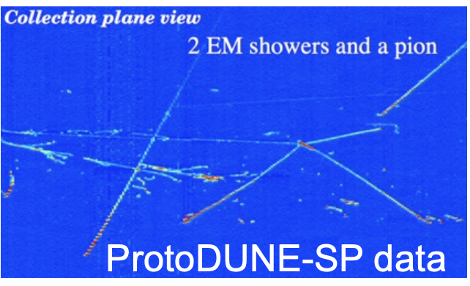 Collection plane view
2 EM showers and a pion
ProtoDUNE-SP data